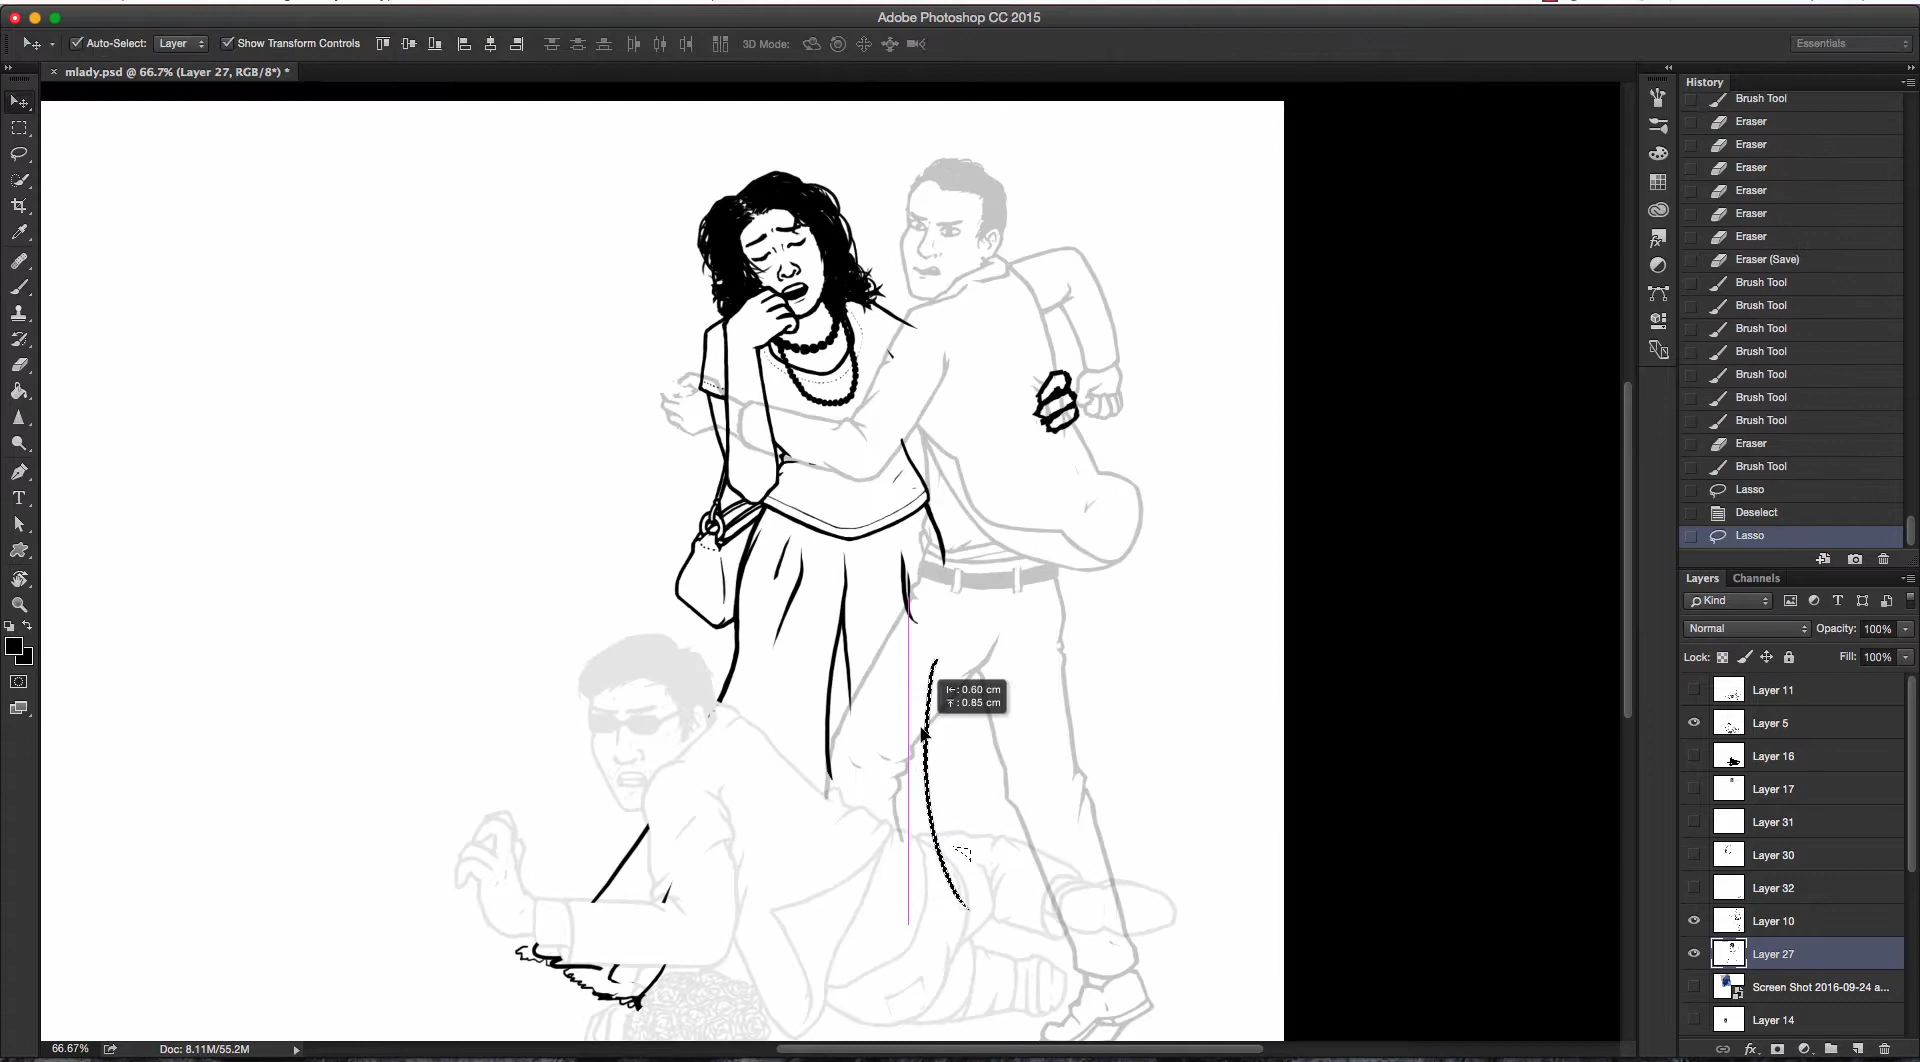 Adobe Photoshop CC 2015
Auto-Select:
Layer
Show Transform Controls
3D Mode:
Essentials
× mlady.psd @ 66.7% (Layer 27, RGB/8*) *
History
Brush Tool
Eraser
Eraser
Eraser
Eraser
Eraser
Eraser
Eraser (Save)
Brush Tool
Brush Tool
Brush Tool
Brush Tool
Brush Tool
Brush Tool
Brush Tool
Eraser
Brush Tool
Lasso
Deselect
Lasso
Layers Channels
Kind
Normal Opacity: 100%
Lock: Fill: 100%
Layer 11
Layer 5
Layer 16
Layer 17
Layer 31
Layer 30
Layer 32
Layer 10
Layer 27
Screen Shot 2016-09-24 a...
Layer 14
: 0.60 cm
: 0.85 cm
66.67% Doc: 8.11M/55.2M